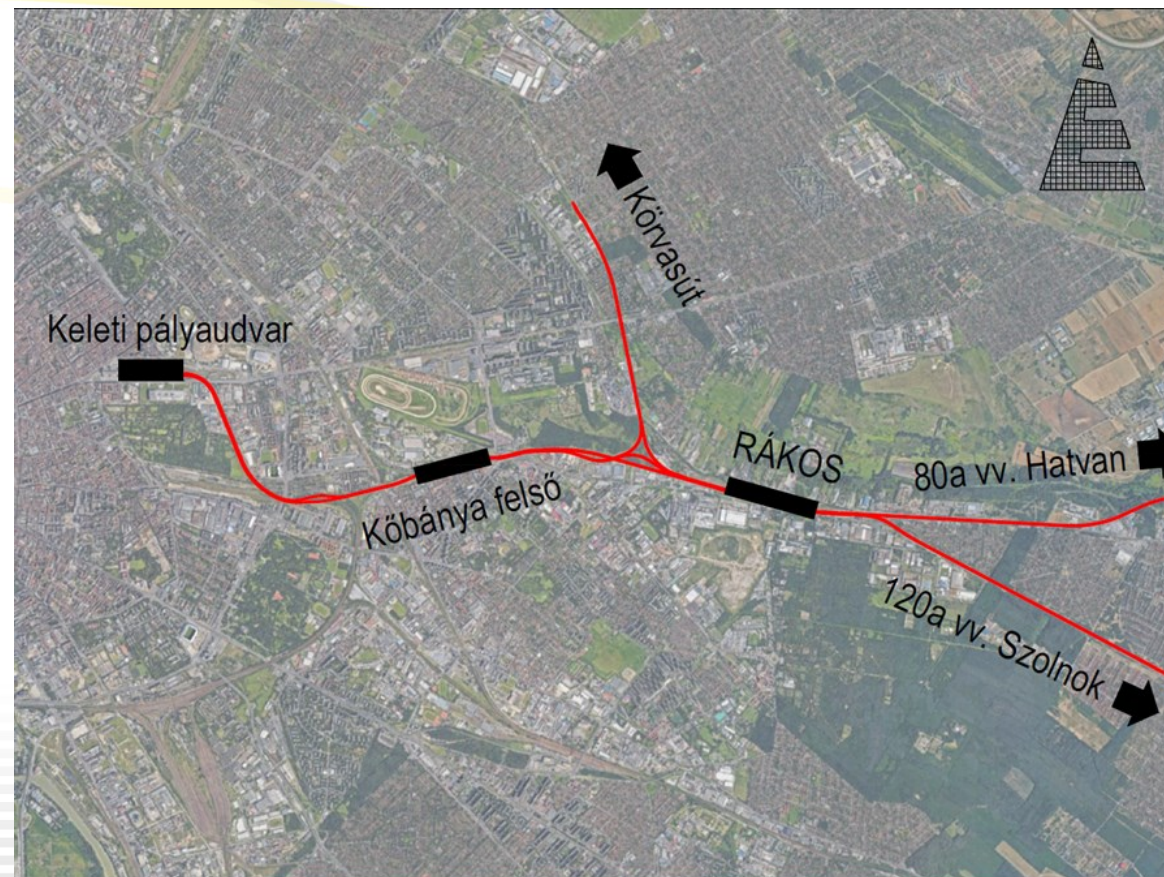 Körvasút
Keleti pályaudvar
RÁKOS
80a vv. Hatvan
Kőbánya felső
120a vv. Szolnok